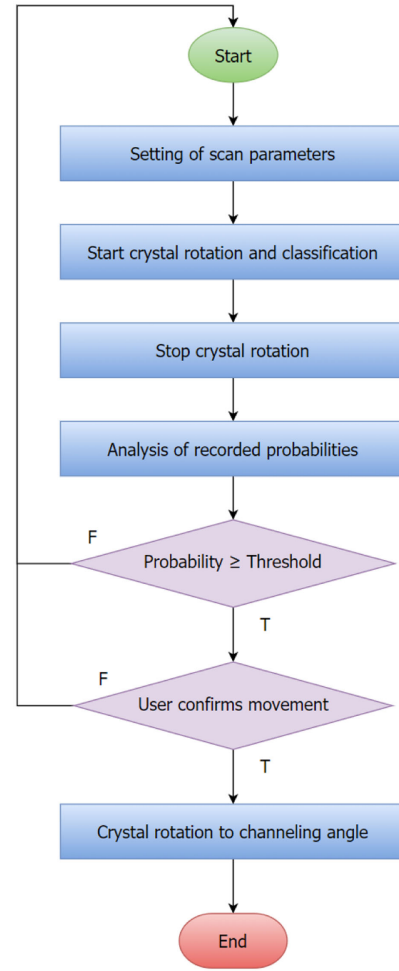 Start
Setting of scan parameters
Start crystal rotation and classification
Stop crystal rotation
Analysis of recorded probabilities
F
Probability ≥ Threshold
T
F
User confirms movement
T
Crystal rotation to channeling angle
End